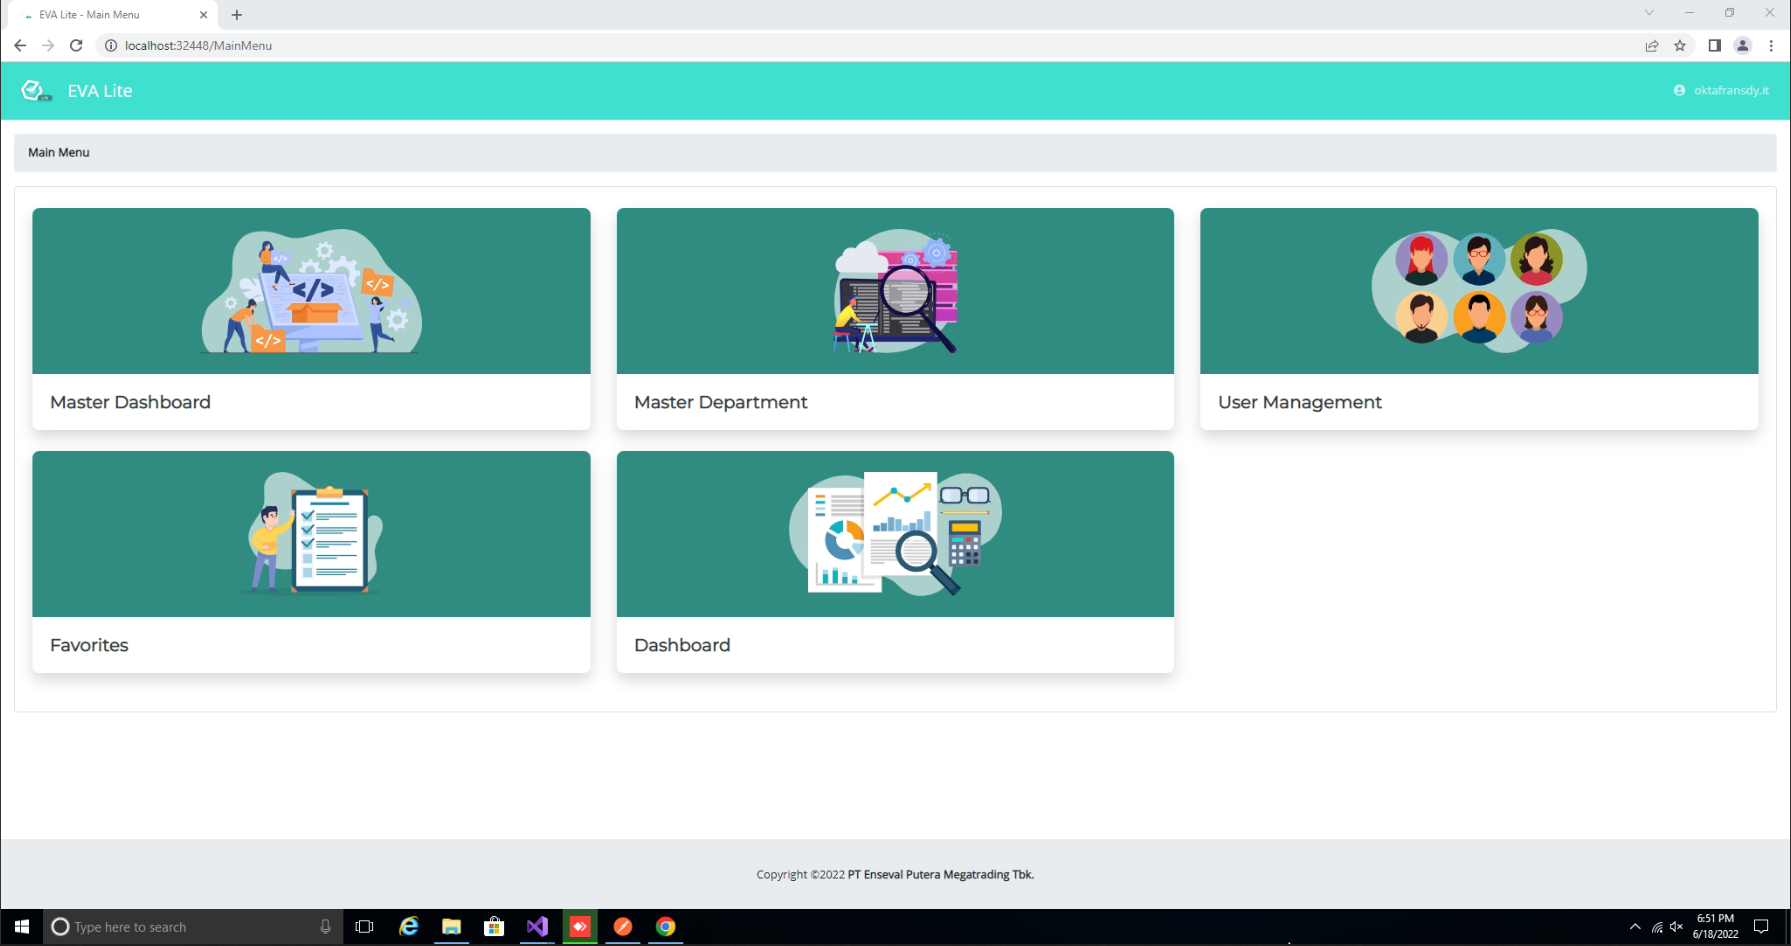 EVA Lite - Main Menu
localhost:32448/MainMenu
EVA Lite
oktafransdy.it
Main Menu
</>
</>
</>
</>
Master Dashboard
Master Department
User Management
Favorites
Dashboard
Copyright ©2022 PT Enseval Putera Megatrading Tbk.
Type here to search
6:51 PM
6/18/2022